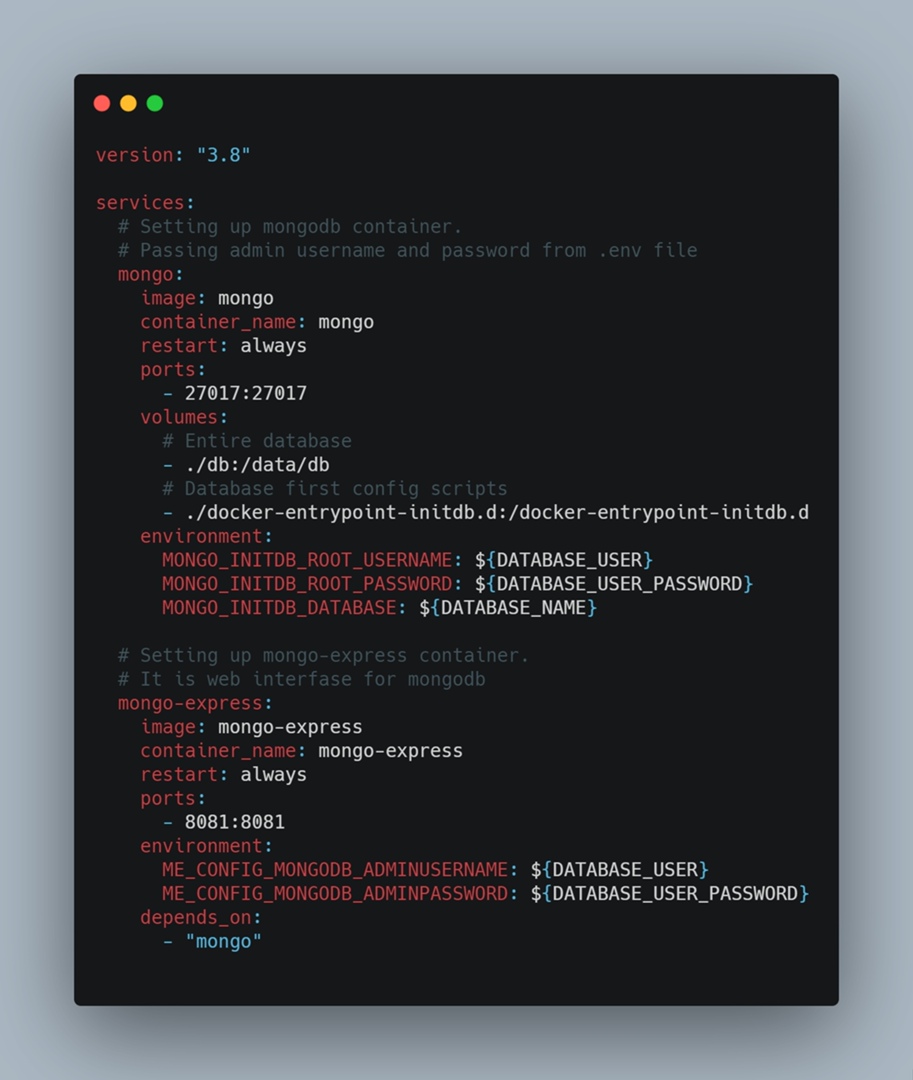 version: "3.8"

services:
  # Setting up mongodb container.
  # Passing admin username and password from .env file
  mongo:
    image: mongo
    container_name: mongo
    restart: always
    ports:
      - 27017:27017
    volumes:
      # Entire database
      - ./db:/data/db
      # Database first config scripts
      - ./docker-entrypoint-initdb.d:/docker-entrypoint-initdb.d
    environment:
      MONGO_INITDB_ROOT_USERNAME: ${DATABASE_USER}
      MONGO_INITDB_ROOT_PASSWORD: ${DATABASE_USER_PASSWORD}
      MONGO_INITDB_DATABASE: ${DATABASE_NAME}

  # Setting up mongo-express container.
  # It is web interfase for mongodb
  mongo-express:
    image: mongo-express
    container_name: mongo-express
    restart: always
    ports:
      - 8081:8081
    environment:
      ME_CONFIG_MONGODB_ADMINUSERNAME: ${DATABASE_USER}
      ME_CONFIG_MONGODB_ADMINPASSWORD: ${DATABASE_USER_PASSWORD}
    depends_on:
      - "mongo"